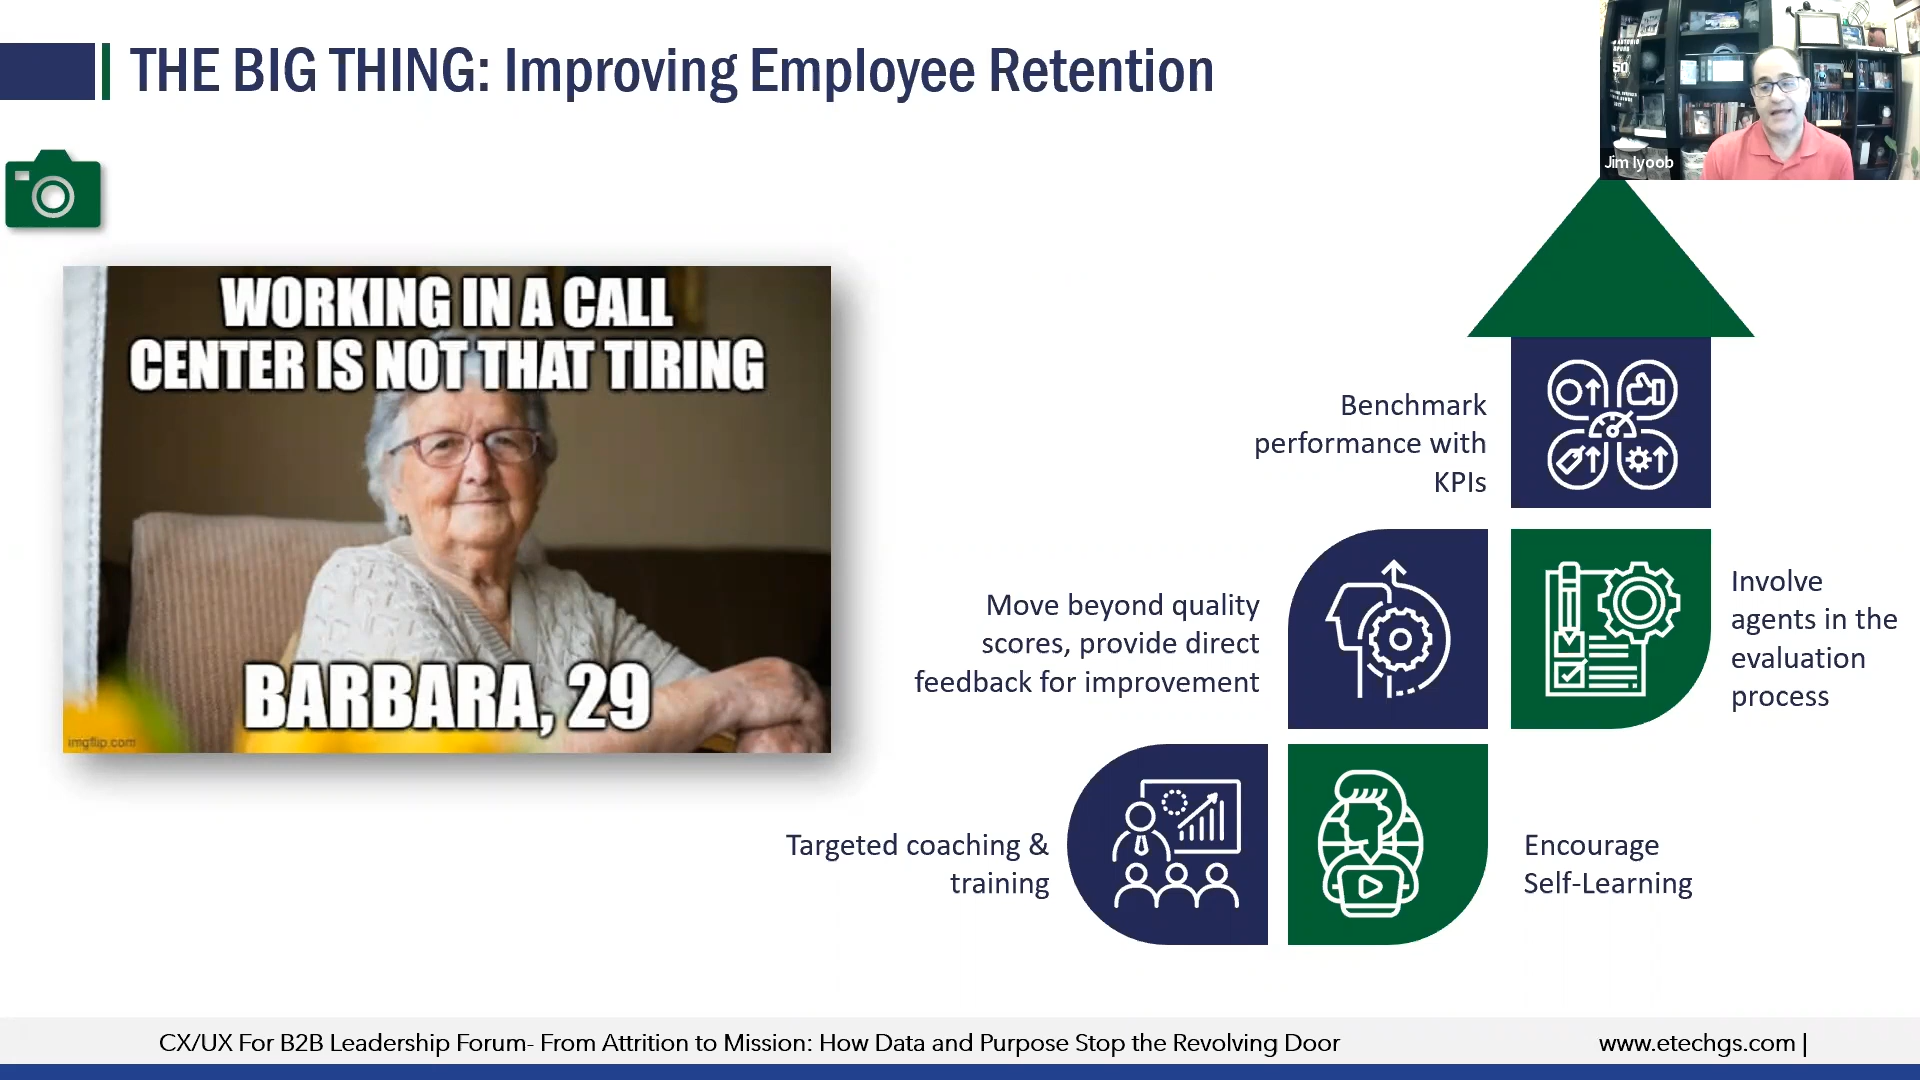 THE BIG THING: Improving Employee Retention
Jim Iyoob
50
WORKING IN A CALL
CENTER IS NOT THAT TIRING
BARBARA, 29
imgflip.com
Benchmark
performance with
KPIs
Move beyond quality
scores, provide direct
feedback for improvement
Involve
agents in the
evaluation
process
Targeted coaching &
training
Encourage
Self-Learning
CX/UX For B2B Leadership Forum- From Attrition to Mission: How Data and Purpose Stop the Revolving Door
www.etechgs.com |